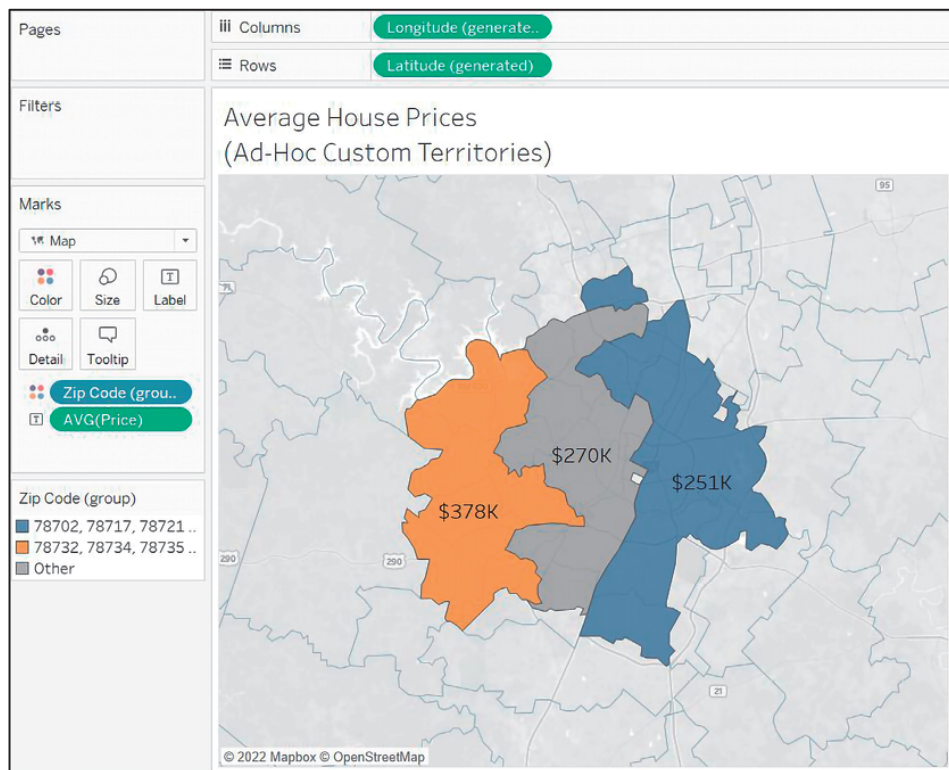 Pages
Columns
Longitude (generate..
Rows
Latitude (generated)
Filters
Average House Prices
(Ad-Hoc Custom Territories)
Marks
Map
Color
Size
Label
Detail
Tooltip
Zip Code (grou..
AVG(Price)
Zip Code (group)
78702, 78717, 78721 ..
78732, 78734, 78735 ..
Other
95
71
$270K
$251K
$378K
290
290
21
© 2022 Mapbox © OpenStreetMap